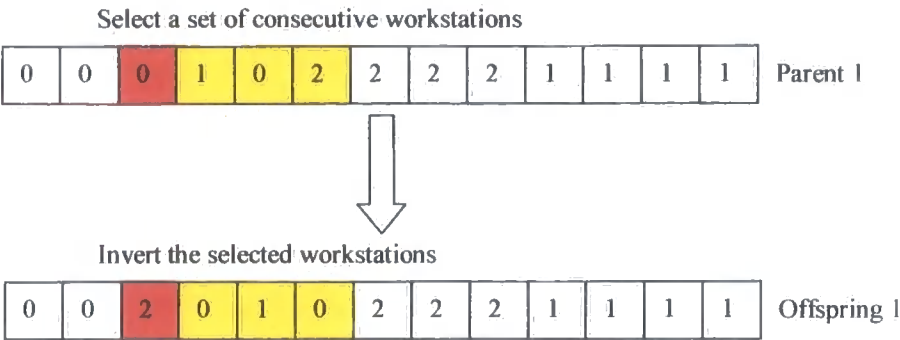 Select a set of consecutive workstations
0 0 0 1 0 2 2 2 2 1 1 1 1 Parent 1
Invert the selected workstations
0 0 2 0 1 0 2 2 2 1 1 1 1 Offspring 1